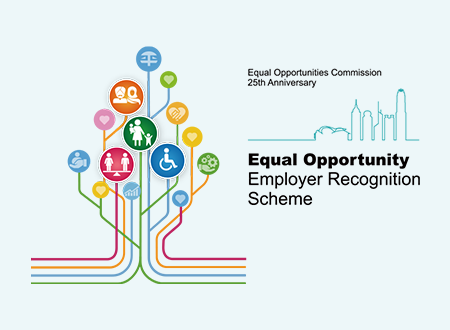 Equal Opportunities Commission
25th Anniversary
Equal Opportunity
Employer Recognition
Scheme